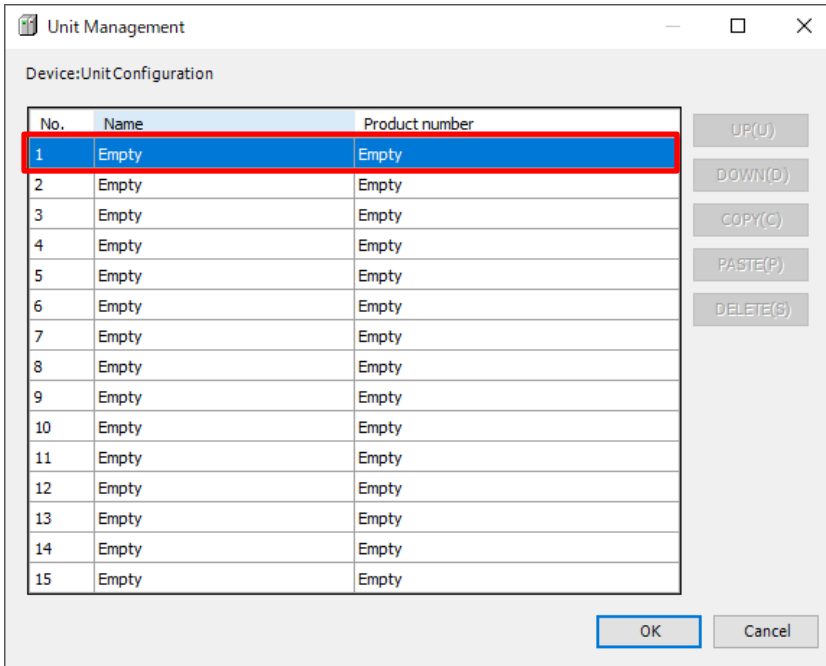 Unit Management
Device:UnitConfiguration
No. Name Product number
1 Empty Empty
2 Empty Empty
3 Empty Empty
4 Empty Empty
5 Empty Empty
6 Empty Empty
7 Empty Empty
8 Empty Empty
9 Empty Empty
10 Empty Empty
11 Empty Empty
12 Empty Empty
13 Empty Empty
14 Empty Empty
15 Empty Empty
UP(U)
DOWN(D)
COPY(C)
PASTE(P)
DELETE(S)
OK Cancel